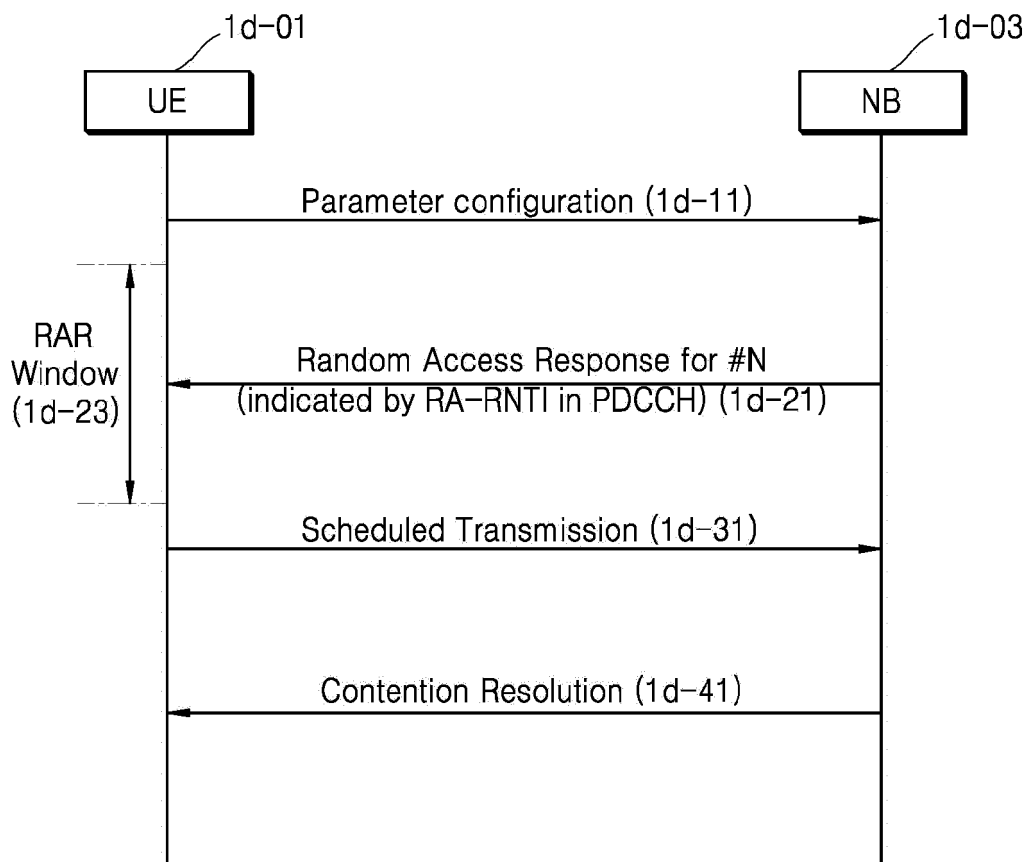 1d-01
1d-03
UE
NB
Parameter configuration (1d-11)
RAR
Window
(1d-23)
Random Access Response for #N
(indicated by RA-RNTI in PDCCH) (1d-21)
Scheduled Transmission (1d-31)
Contention Resolution (1d-41)